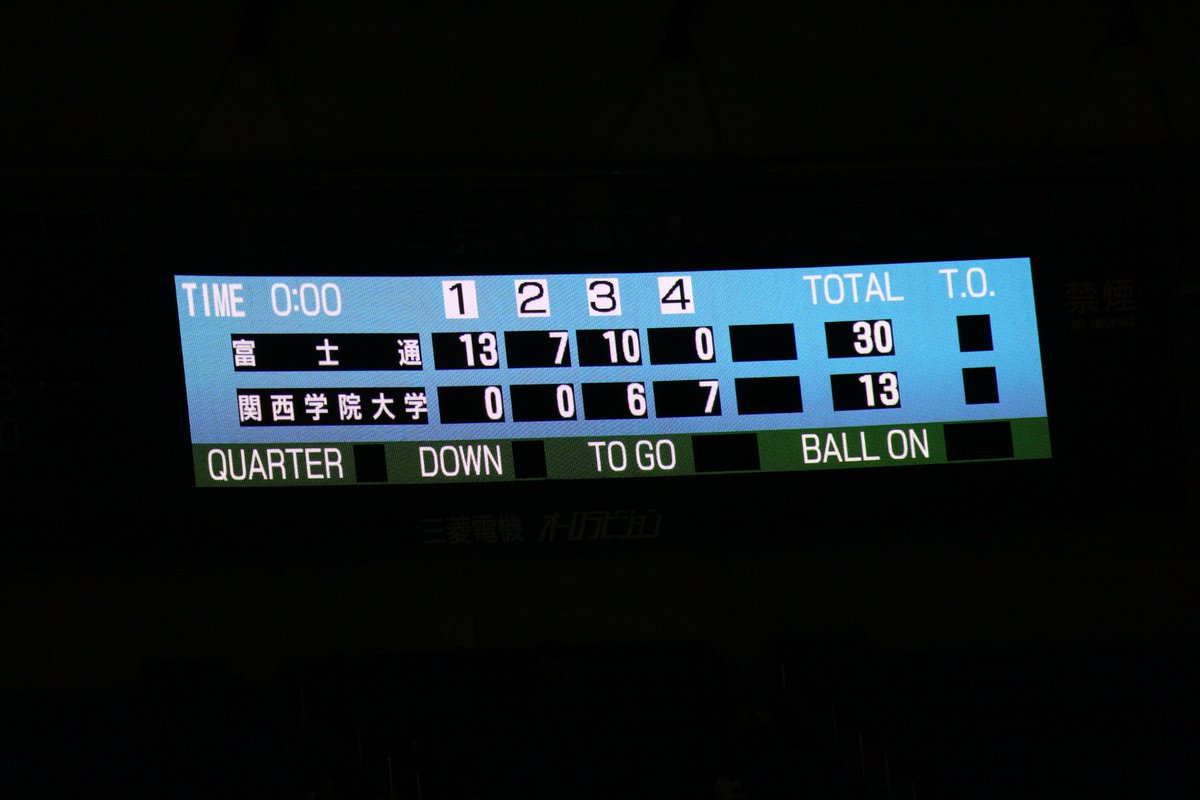 TIME 0:00 1 2 3 4 TOTAL T.O.
富士通 13 7 10 0 30
関西学院大学 0 0 6 7 13
QUARTER DOWN TO GO BALL ON
三菱電機 オーロラビジョン
禁煙
NO SMOKING